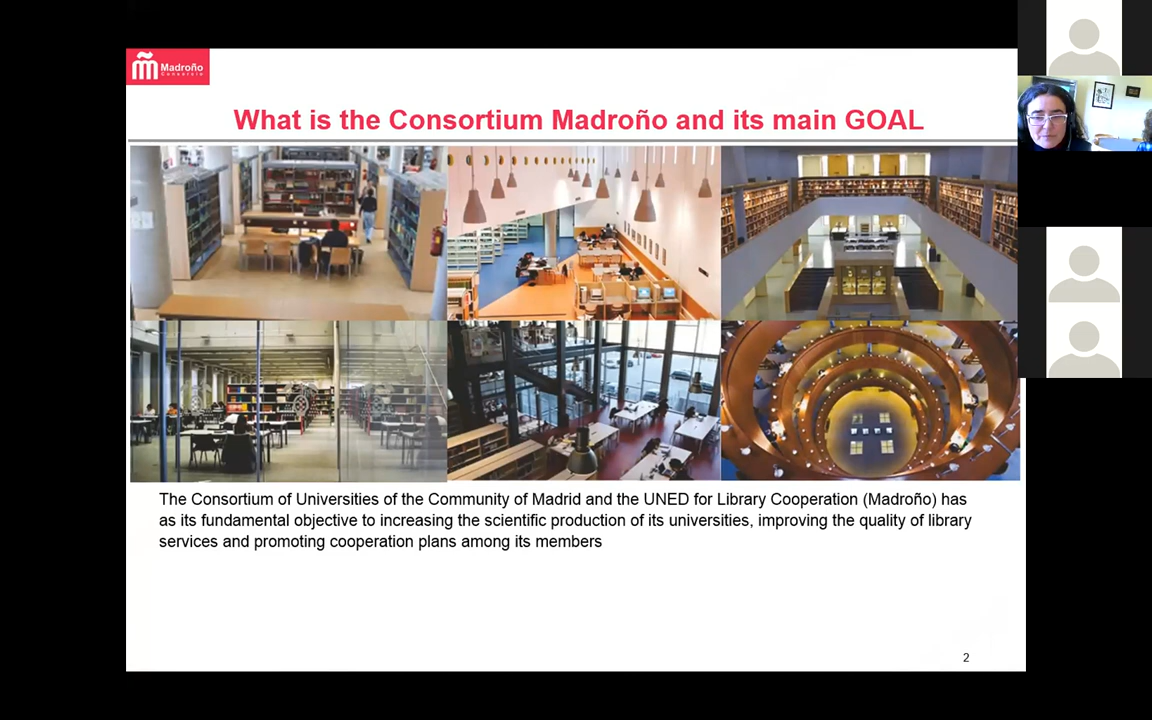 Madroño
Consorcio
What is the Consortium Madroño and its main GOAL
The Consortium of Universities of the Community of Madrid and the UNED for Library Cooperation (Madroño) has
as its fundamental objective to increasing the scientific production of its universities, improving the quality of library
services and promoting cooperation plans among its members
2